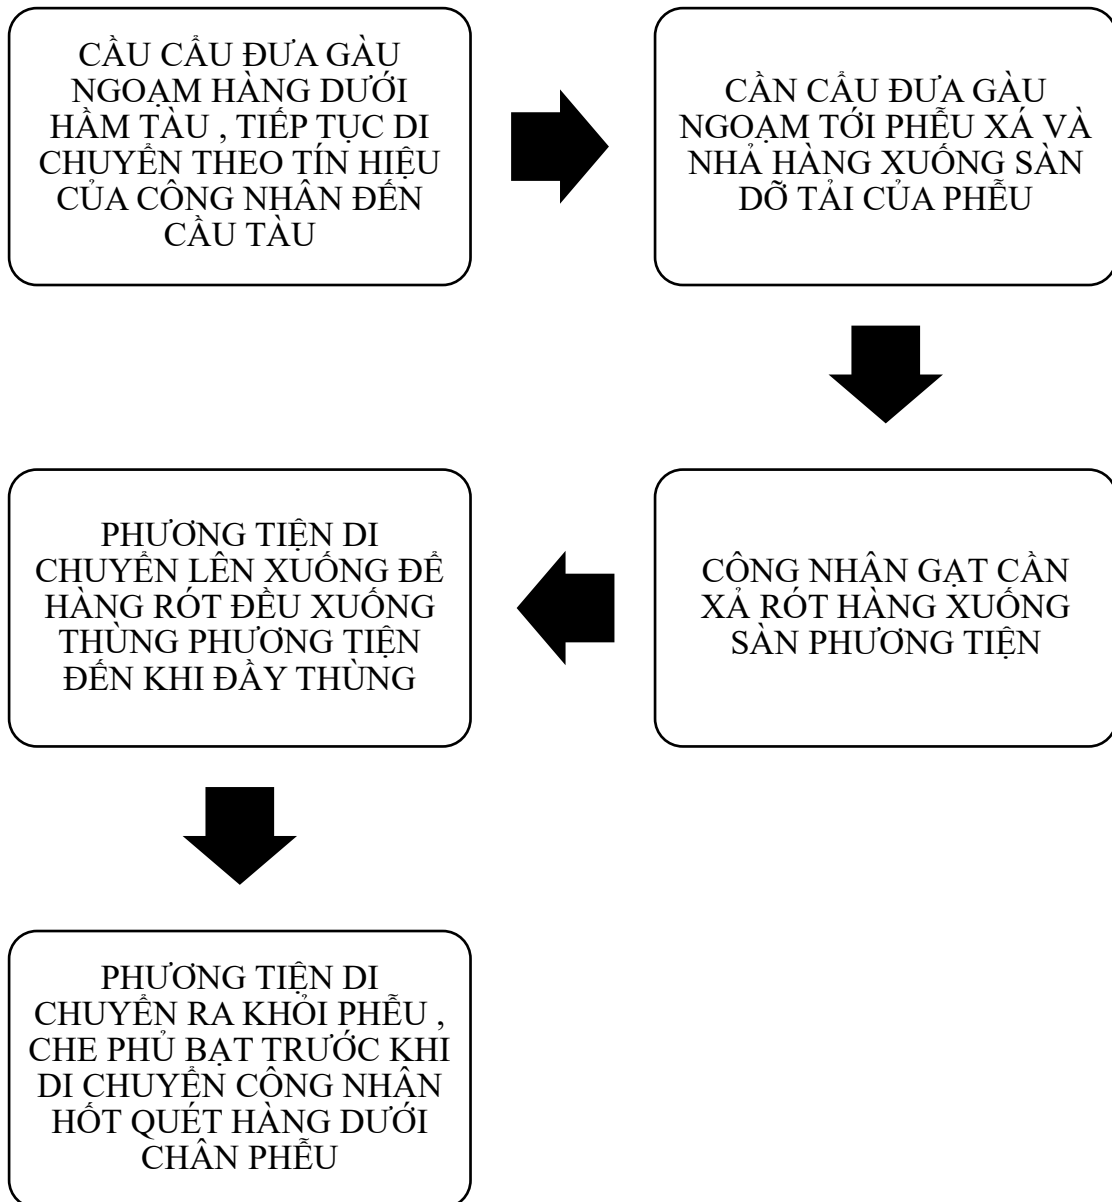 CẦU CẨU ĐƯA GÀU
NGOẠM HÀNG DƯỚI
HẦM TÀU , TIẾP TỤC DI
CHUYỂN THEO TÍN HIỆU
CỦA CÔNG NHÂN ĐẾN
CẦU TÀU
CẦN CẨU ĐƯA GÀU
NGOẠM TỚI PHỄU XÁ VÀ
NHẢ HÀNG XUỐNG SÀN
DỠ TẢI CỦA PHỄU
CÔNG NHÂN GẠT CẦN
XẢ RÓT HÀNG XUỐNG
SÀN PHƯƠNG TIỆN
PHƯƠNG TIỆN DI
CHUYỂN LÊN XUỐNG ĐỂ
HÀNG RÓT ĐỀU XUỐNG
THÙNG PHƯƠNG TIỆN
ĐẾN KHI ĐẦY THÙNG
PHƯƠNG TIỆN DI
CHUYỂN RA KHỎI PHỄU ,
CHE PHỦ BẠT TRƯỚC KHI
DI CHUYỂN CÔNG NHÂN
HỐT QUÉT HÀNG DƯỚI
CHÂN PHỄU